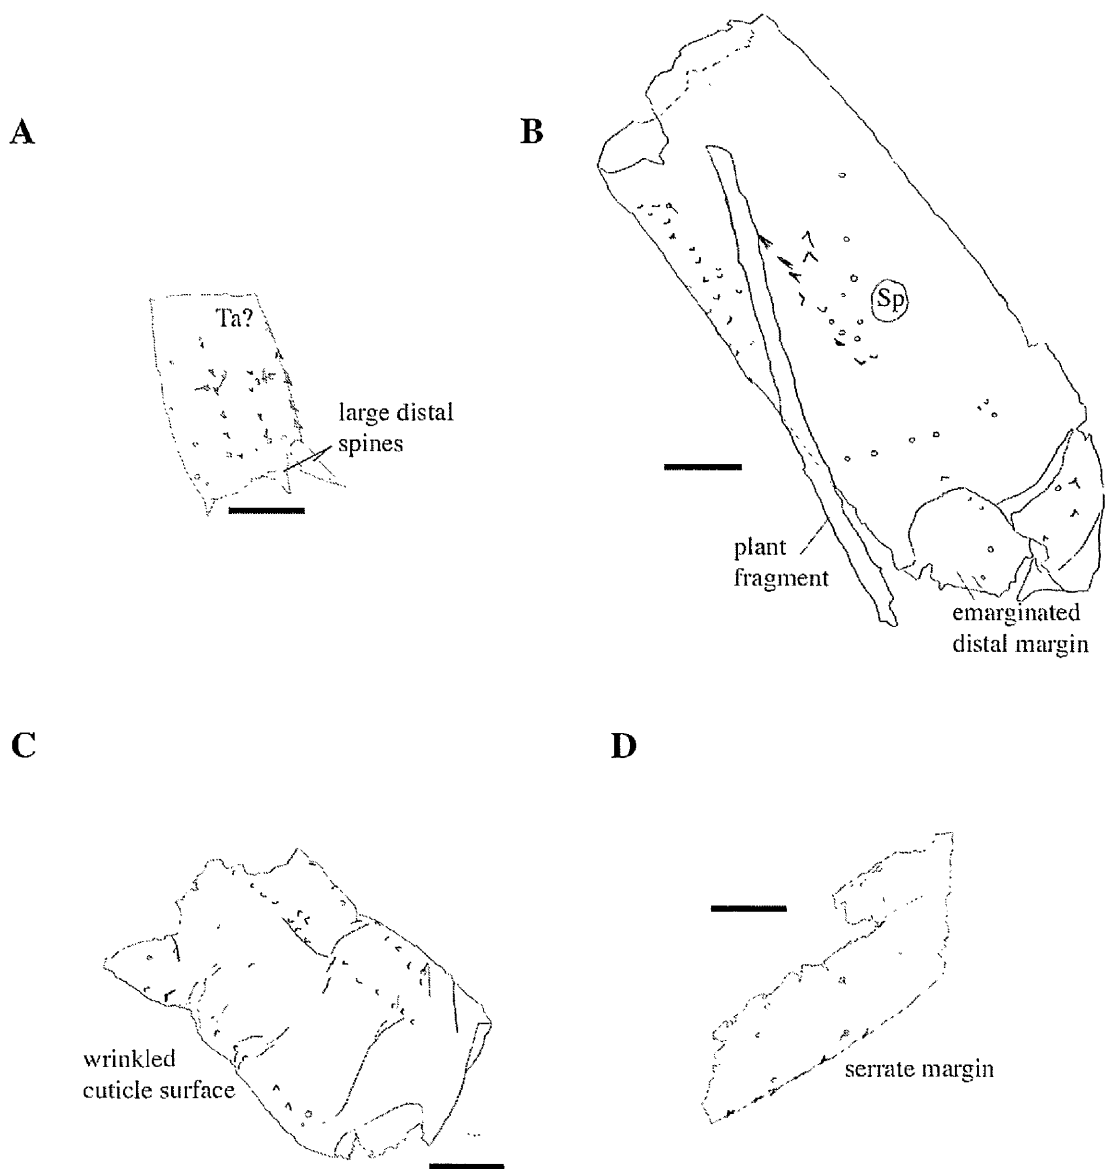 A
B
Ta?
Sp
large distal
spines
plant
fragment
emarginated
distal margin
C
D
wrinkled
cuticle surface
serrate margin